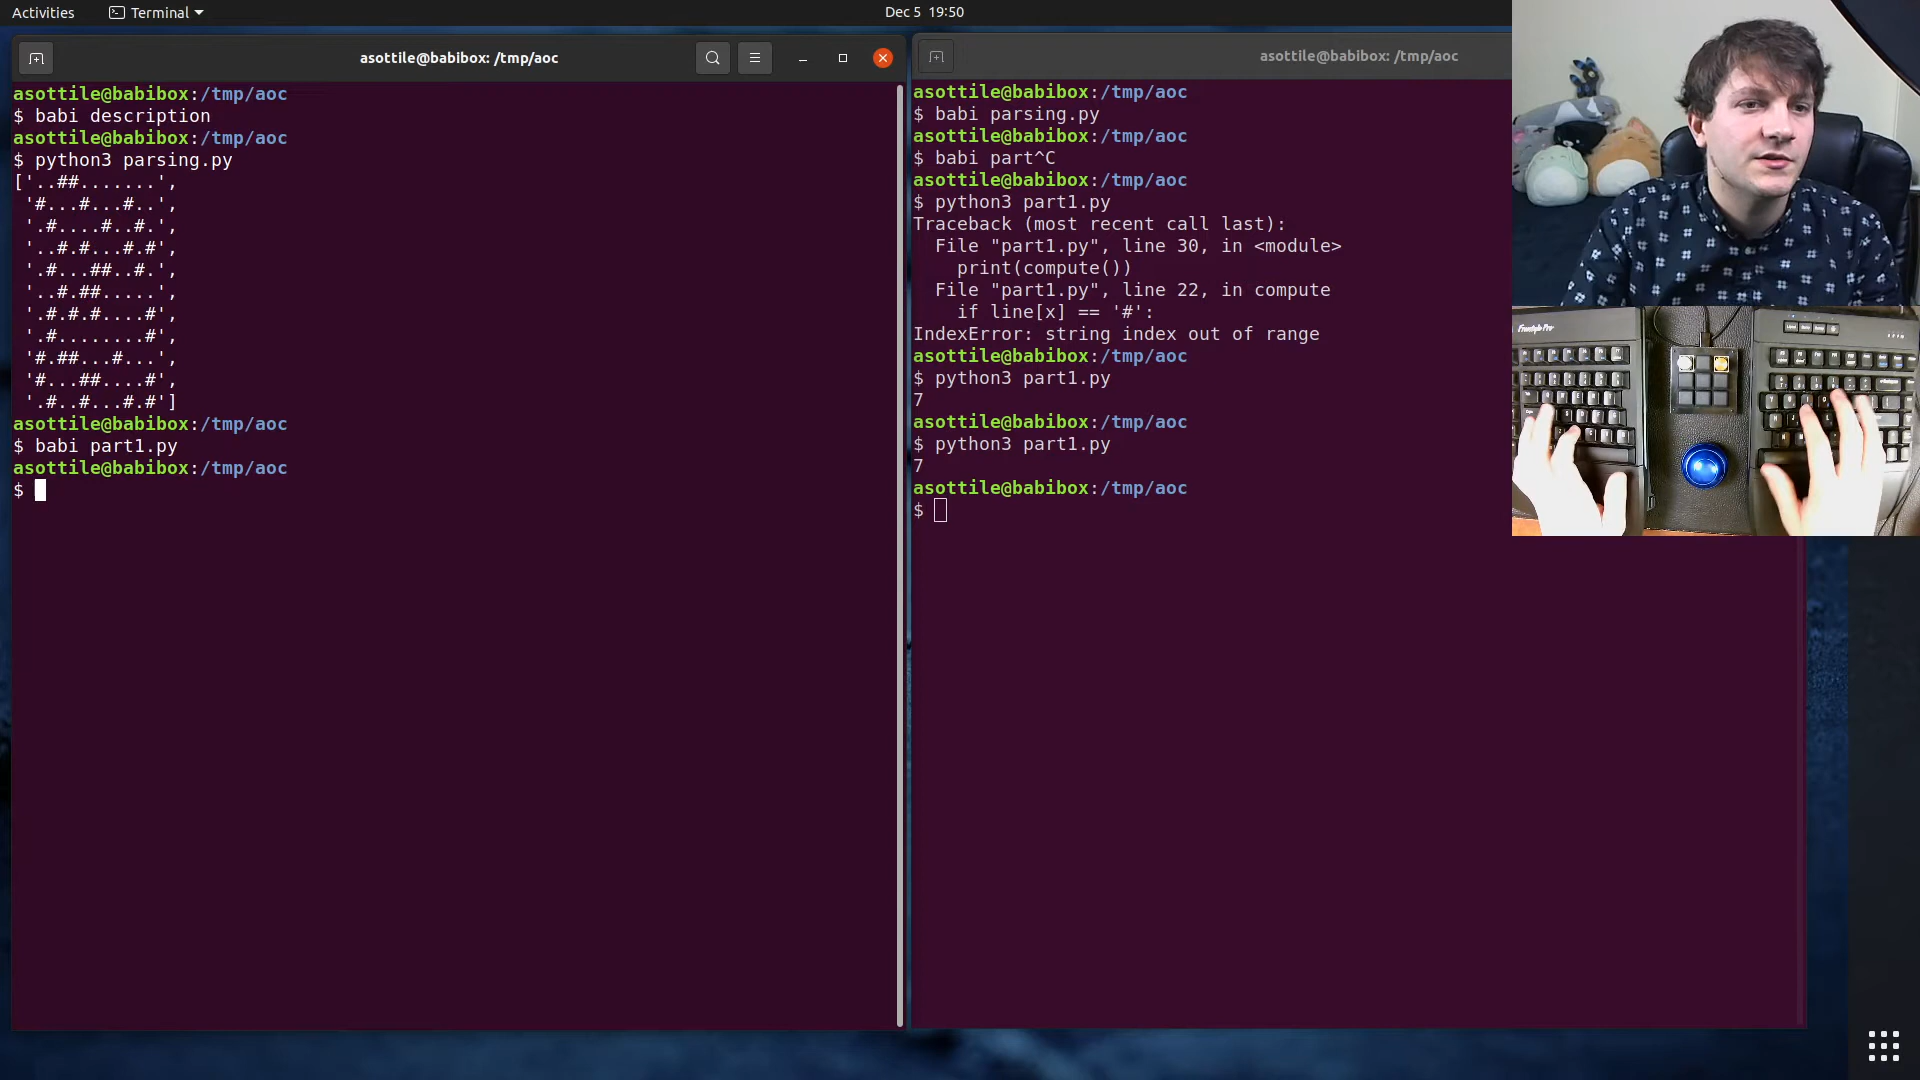 Activities
Terminal
Dec 5 19:50
asottile@babibox: /tmp/aoc
asottile@babibox:/tmp/aoc
$ babi description
asottile@babibox:/tmp/aoc
$ python3 parsing.py
['..##.......',
'#...#...#..',
'.#....#..#.',
'..#.#...#.#',
'.#...##..#.',
'..#.##.....',
'.#.#.#....#',
'.#........#',
'#.##...#...',
'#...##....#',
'.#..#...#.#']
asottile@babibox:/tmp/aoc
$ babi part1.py
asottile@babibox:/tmp/aoc
$
asottile@babibox: /tmp/aoc
asottile@babibox:/tmp/aoc
$ babi parsing.py
asottile@babibox:/tmp/aoc
$ babi part^C
asottile@babibox:/tmp/aoc
$ python3 part1.py
Traceback (most recent call last):
File "part1.py", line 30, in <module>
print(compute())
File "part1.py", line 22, in compute
if line[x] == '#':
IndexError: string index out of range
asottile@babibox:/tmp/aoc
$ python3 part1.py
7
asottile@babibox:/tmp/aoc
$ python3 part1.py
7
asottile@babibox:/tmp/aoc
$
Freestyle Pro